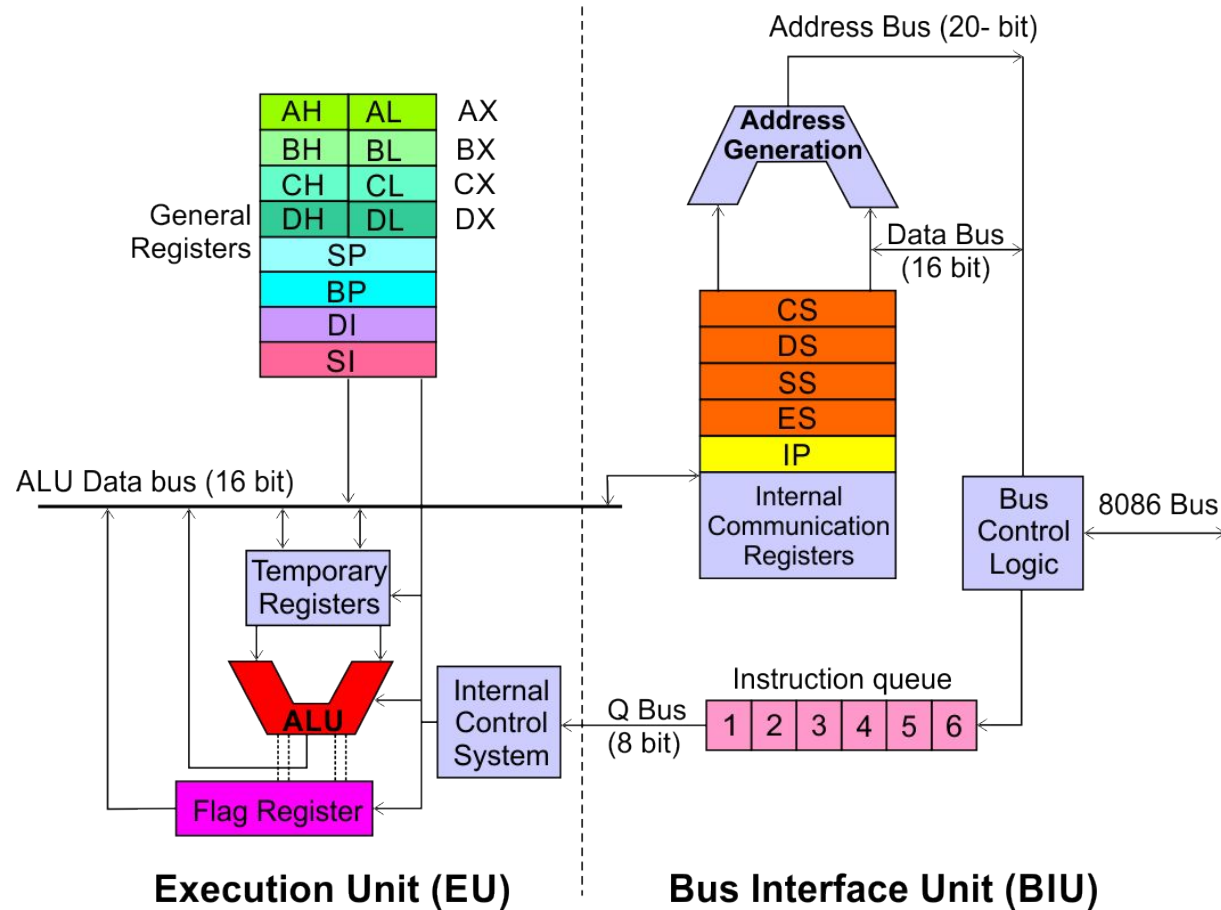 Address Bus (20- bit)
AH AL AX
BH BL BX
CH CL CX
DH DL DX
General
Registers
SP
BP
DI
SI
Address
Generation
Data Bus
(16 bit)
CS
DS
SS
ES
IP
Internal
Communication
Registers
ALU Data bus (16 bit)
Bus
Control
Logic
8086 Bus
Temporary
Registers
ALU
Internal
Control
System
Q Bus
(8 bit)
Instruction queue
1 2 3 4 5 6
Flag Register
Execution Unit (EU)
Bus Interface Unit (BIU)